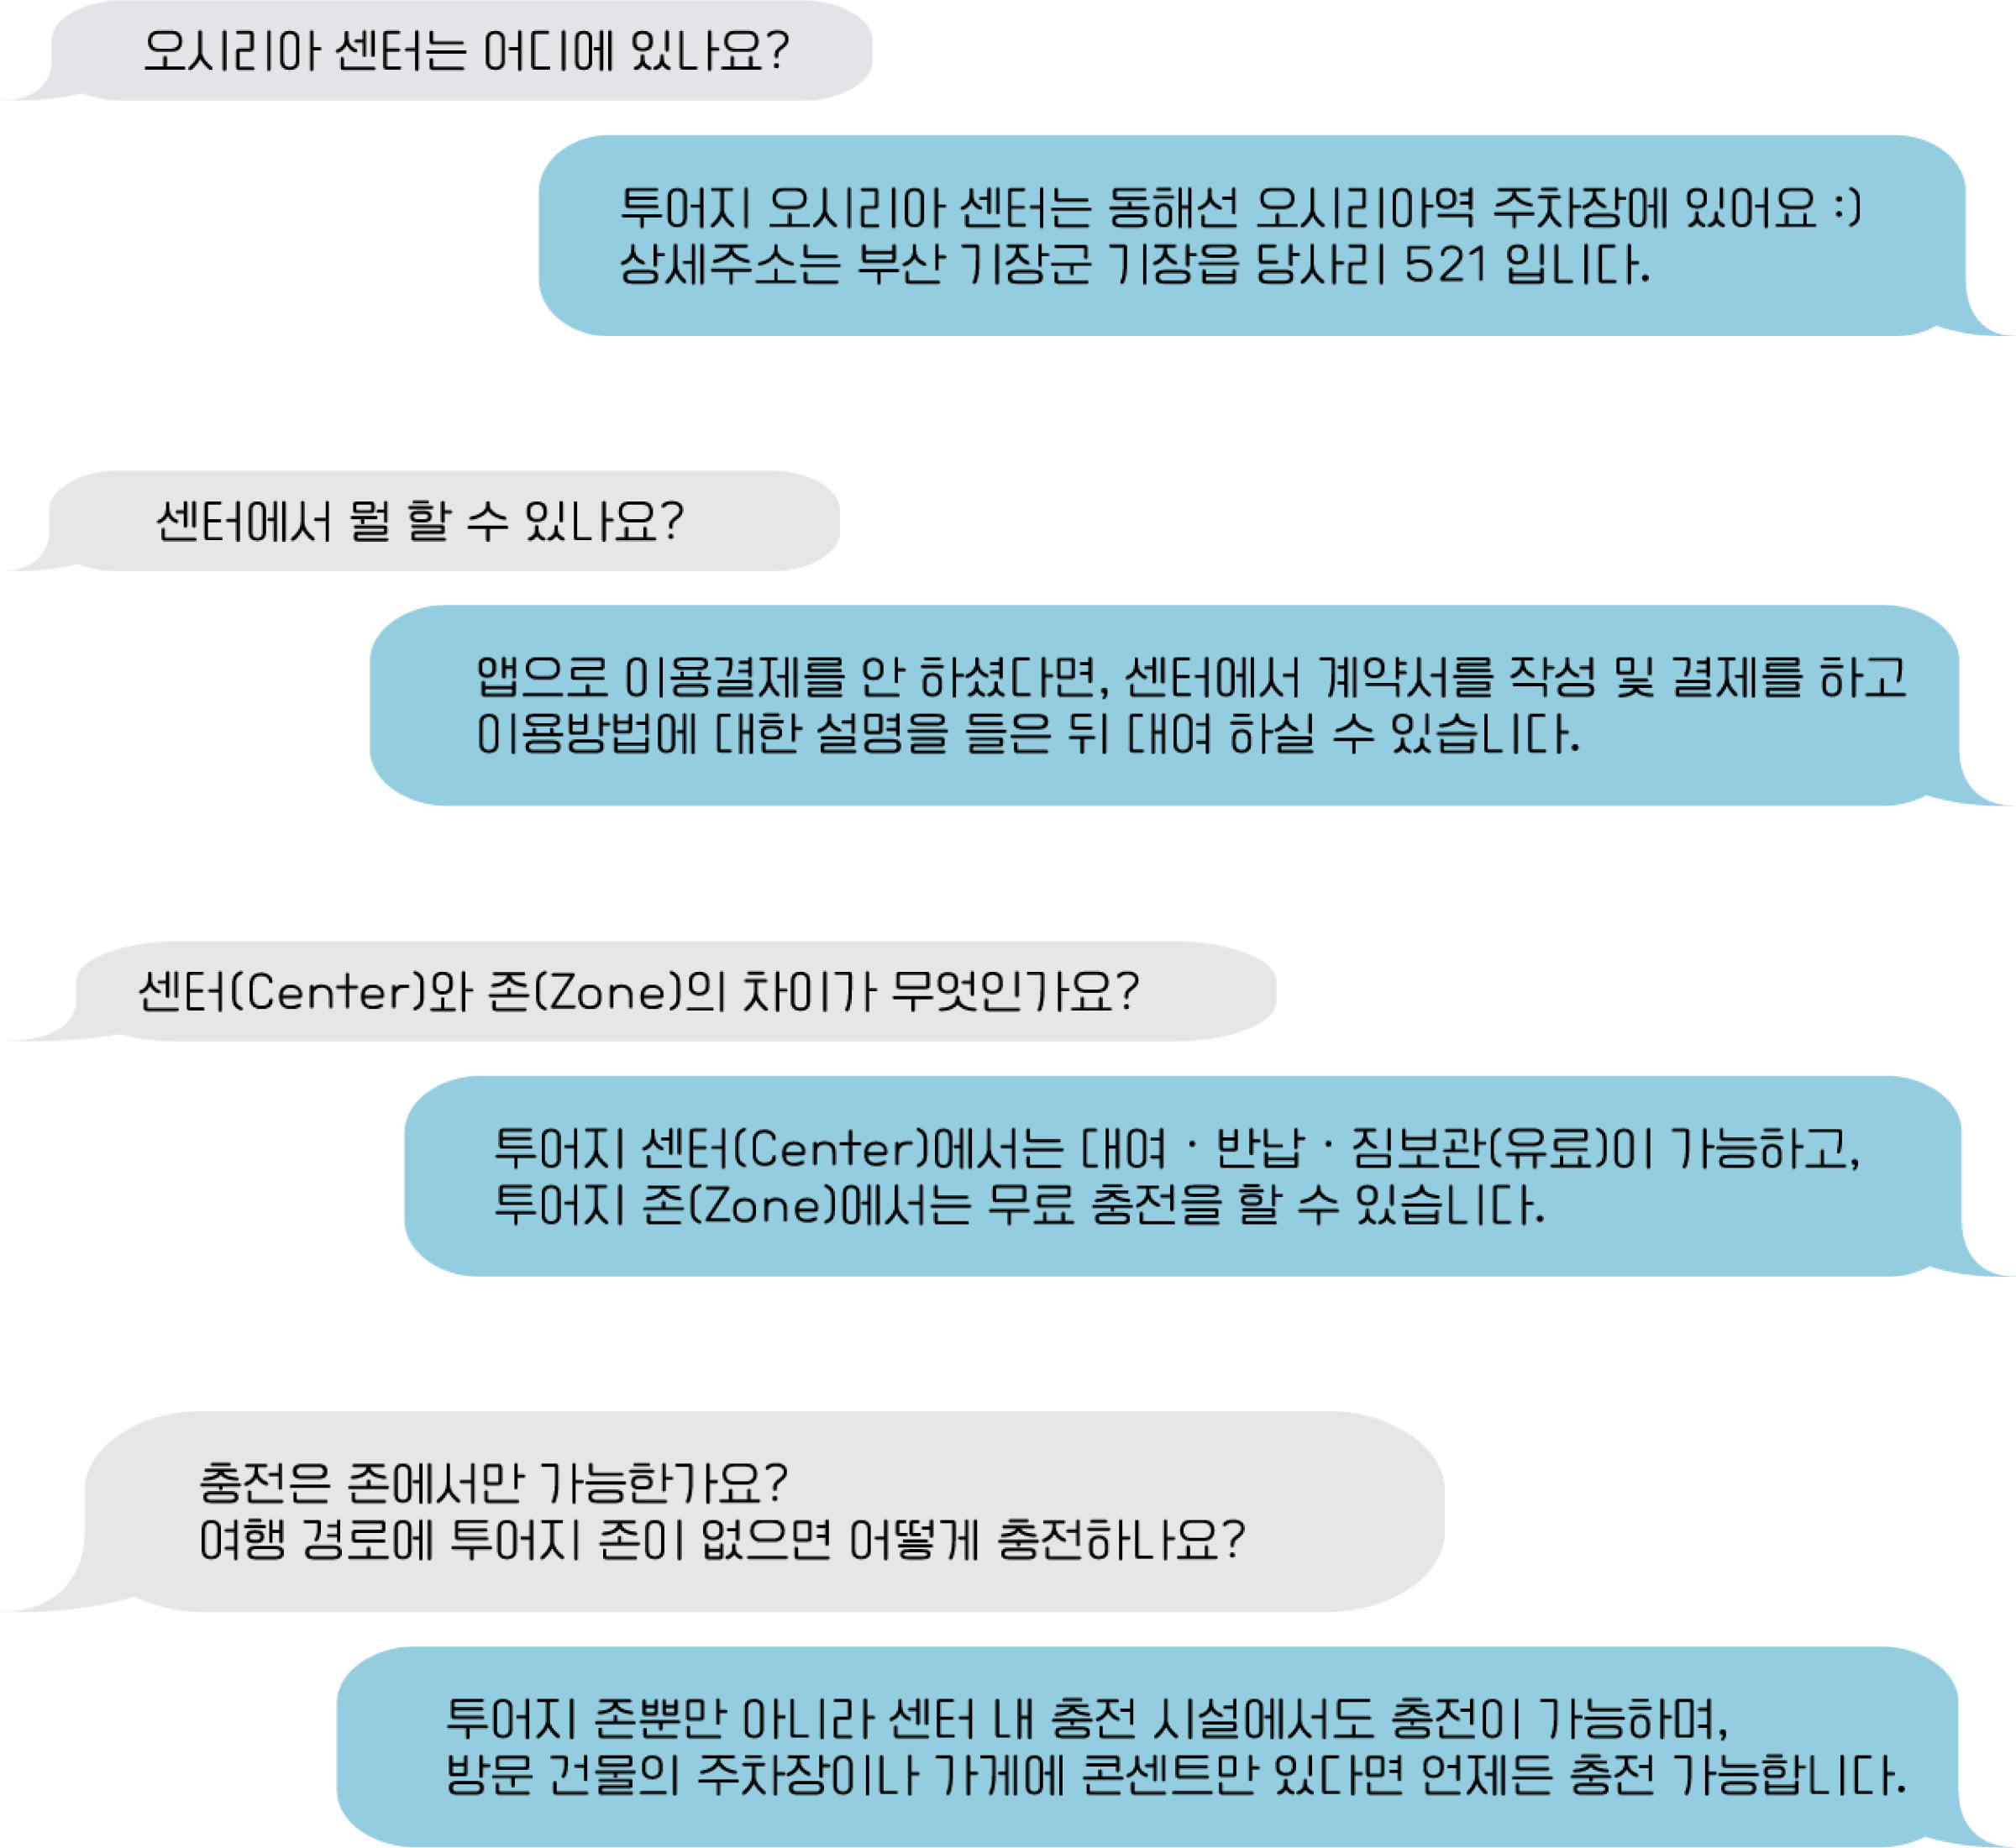 오시리아 센터는 어디에 있나요?
투어지 오시리아 센터는 동해선 오시리아역 주차장에 있어요 :)
상세주소는 부산 기장군 기장읍 당사리 521 입니다.
센터에서 뭘 할 수 있나요?
앱으로 이용결제를 안 하셨다면, 센터에서 계약서를 작성 및 결제를 하고
이용방법에 대한 설명을 들은 뒤 대여 하실 수 있습니다.
센터(Center)와 존(Zone)의 차이가 무엇인가요?
투어지 센터(Center)에서는 대여 · 반납 · 짐보관(유료)이 가능하고,
투어지 존(Zone)에서는 무료 충전을 할 수 있습니다.
충전은 존에서만 가능한가요?
여행 경로에 투어지 존이 없으면 어떻게 충전하나요?
투어지 존뿐만 아니라 센터 내 충전 시설에서도 충전이 가능하며,
방문 건물의 주차장이나 가게에 콘센트만 있다면 언제든 충전 가능합니다.